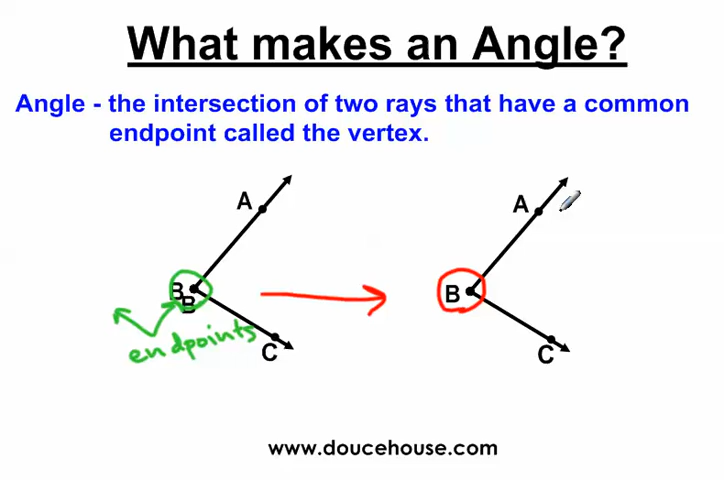 What makes an Angle?
Angle - the intersection of two rays that have a common
endpoint called the vertex.
A
B
B
C
endpoints
A
B
C
www.doucehouse.com